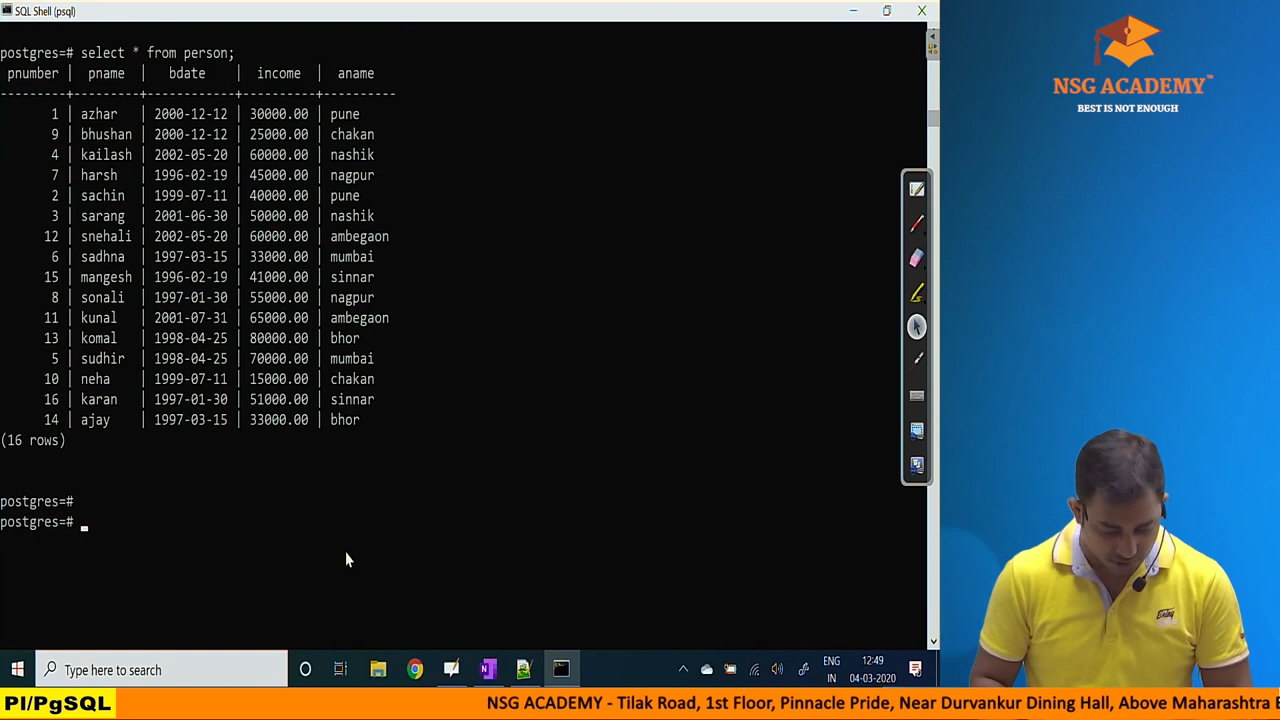 SQL Shell (psql)
postgres=# select * from person;
pnumber | pname | bdate | income | aname
---------+---------+------------+----------+----------
1 | azhar | 2000-12-12 | 30000.00 | pune
9 | bhushan | 2000-12-12 | 25000.00 | chakan
4 | kailash | 2002-05-20 | 60000.00 | nashik
7 | harsh | 1996-02-19 | 45000.00 | nagpur
2 | sachin | 1999-07-11 | 40000.00 | pune
3 | sarang | 2001-06-30 | 50000.00 | nashik
12 | snehali | 2002-05-20 | 60000.00 | ambegaon
6 | sadhna | 1997-03-15 | 33000.00 | mumbai
15 | mangesh | 1996-02-19 | 41000.00 | sinnar
8 | sonali | 1997-01-30 | 55000.00 | nagpur
11 | kunal | 2001-07-31 | 65000.00 | ambegaon
13 | komal | 1998-04-25 | 80000.00 | bhor
5 | sudhir | 1998-04-25 | 70000.00 | mumbai
10 | neha | 1999-07-11 | 15000.00 | chakan
16 | karan | 1997-01-30 | 51000.00 | sinnar
14 | ajay | 1997-03-15 | 33000.00 | bhor
(16 rows)
postgres=#
postgres=# _
NSG ACADEMY™
BEST IS NOT ENOUGH
Type here to search
ENG
IN
12:49
04-03-2020
Pl/PgSQL
NSG ACADEMY - Tilak Road, 1st Floor, Pinnacle Pride, Near Durvankur Dining Hall, Above Maharashtra